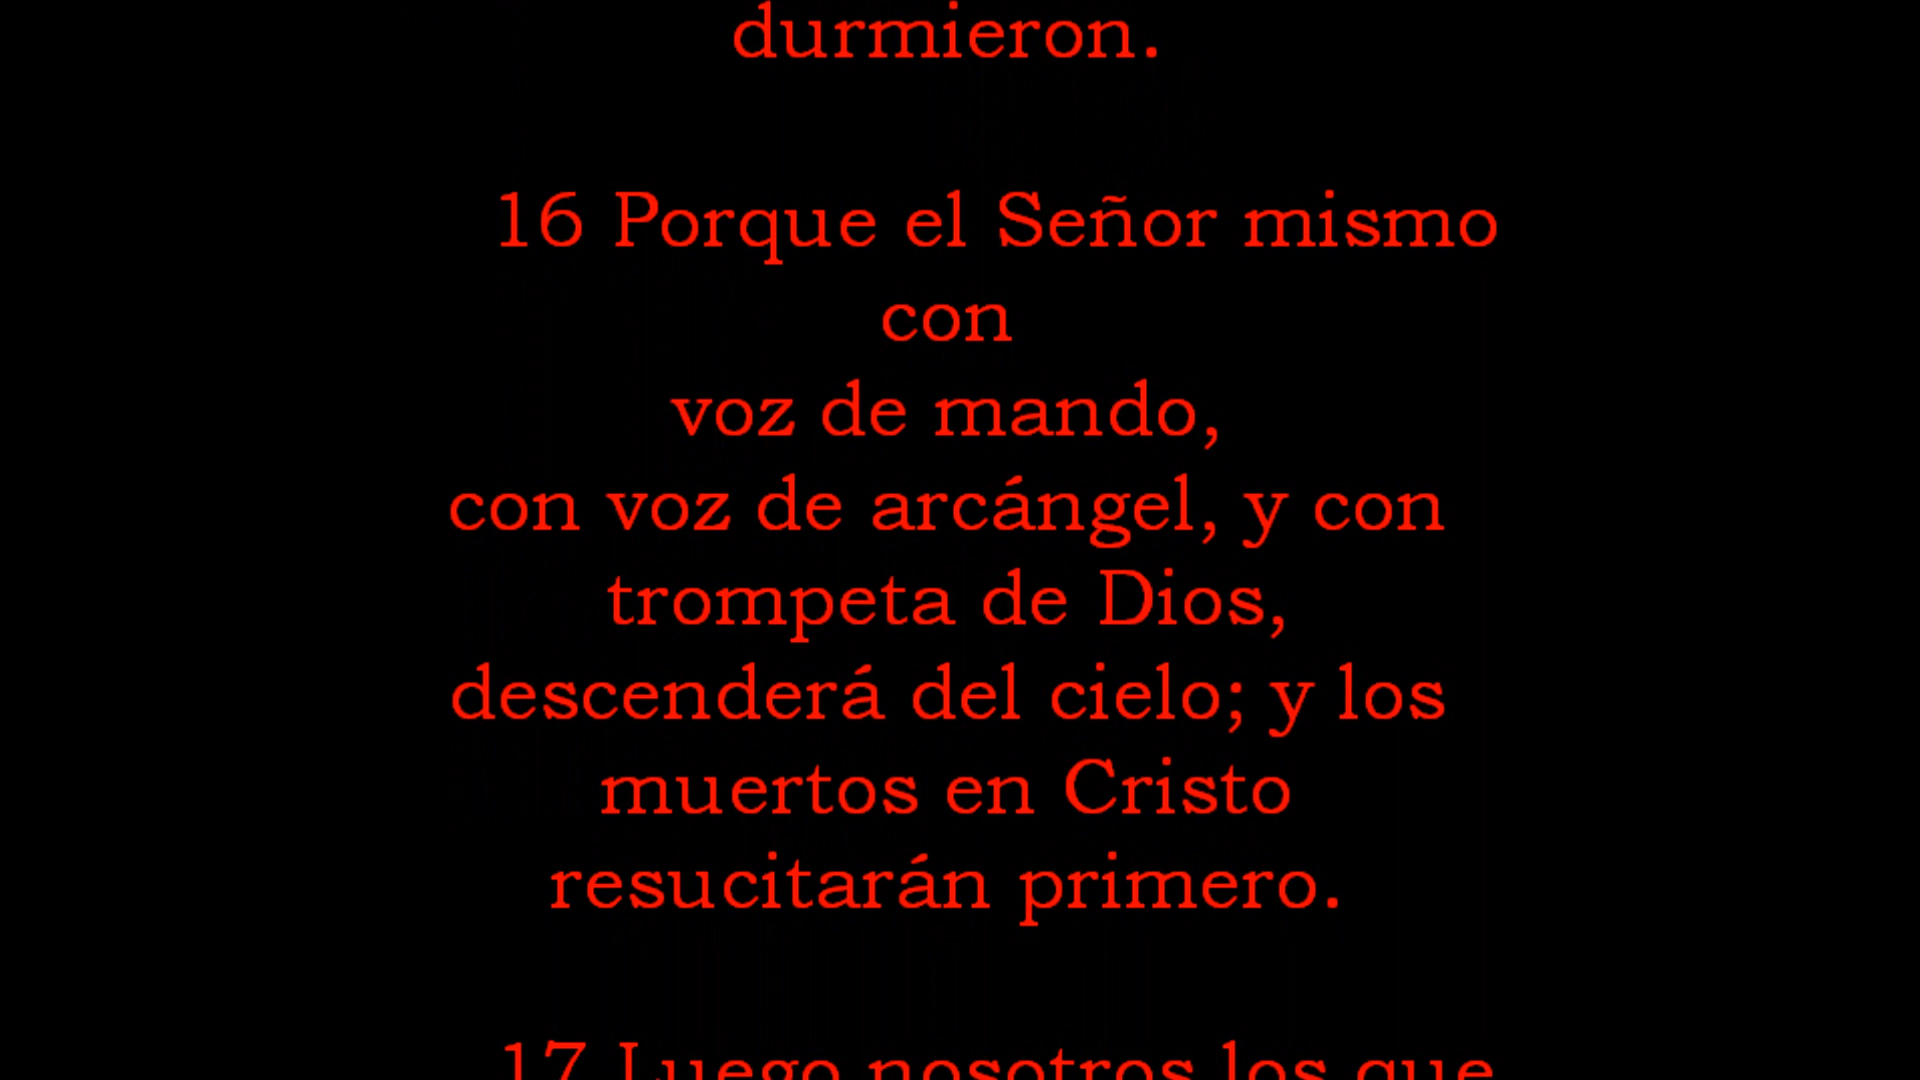 durmieron.
16 Porque el Señor mismo
con
voz de mando,
con voz de arcángel, y con
trompeta de Dios,
descenderá del cielo; y los
muertos en Cristo
resucitarán primero.
17 Luego nosotros los que